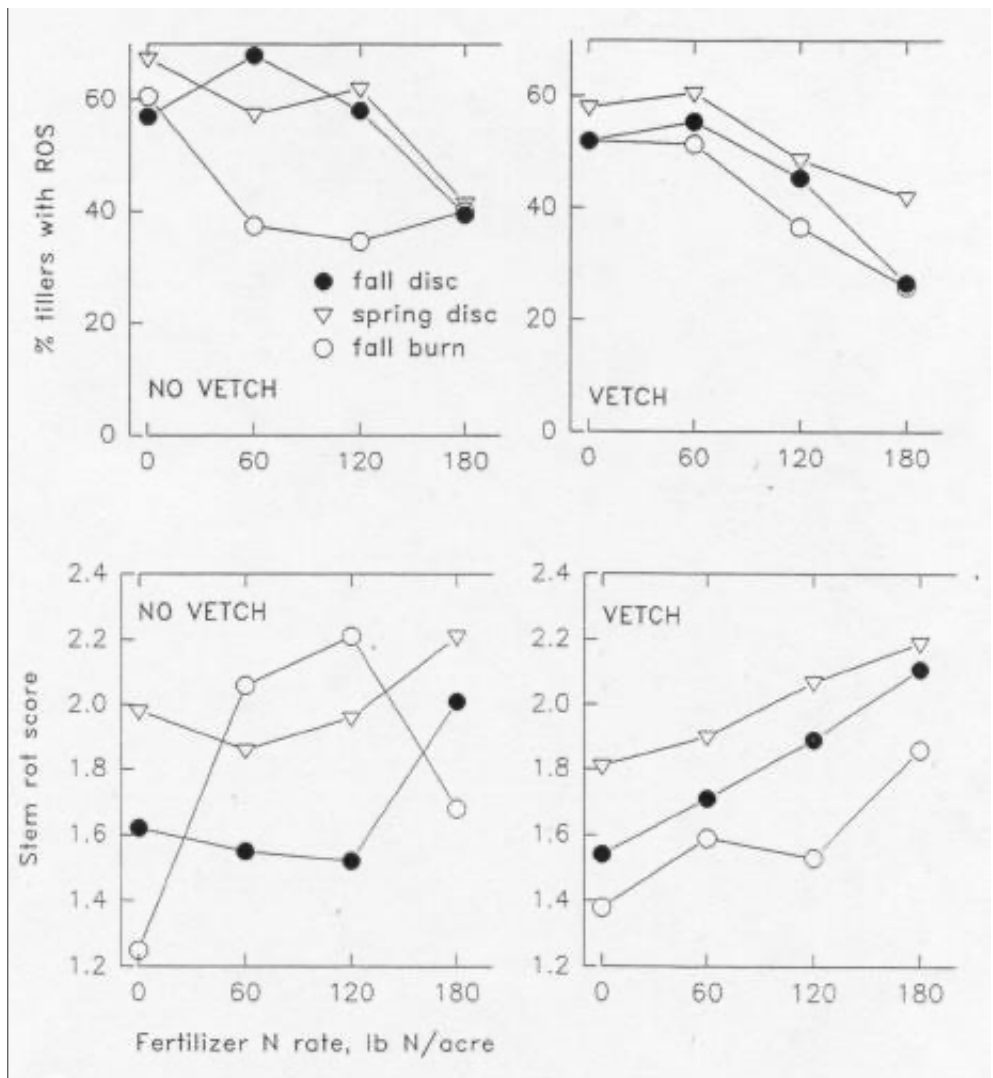 % tillers with ROS
60
40
20
0
fall disc
spring disc
fall burn
NO VETCH
0 60 120 180
60
40
20
0
VETCH
0 60 120 180
Stem rot score
2.4
2.2
2.0
1.8
1.6
1.4
1.2
NO VETCH
0 60 120 180
2.4
2.2
2.0
1.8
1.6
1.4
1.2
VETCH
0 60 120 180
Fertilizer N rate, lb N/acre